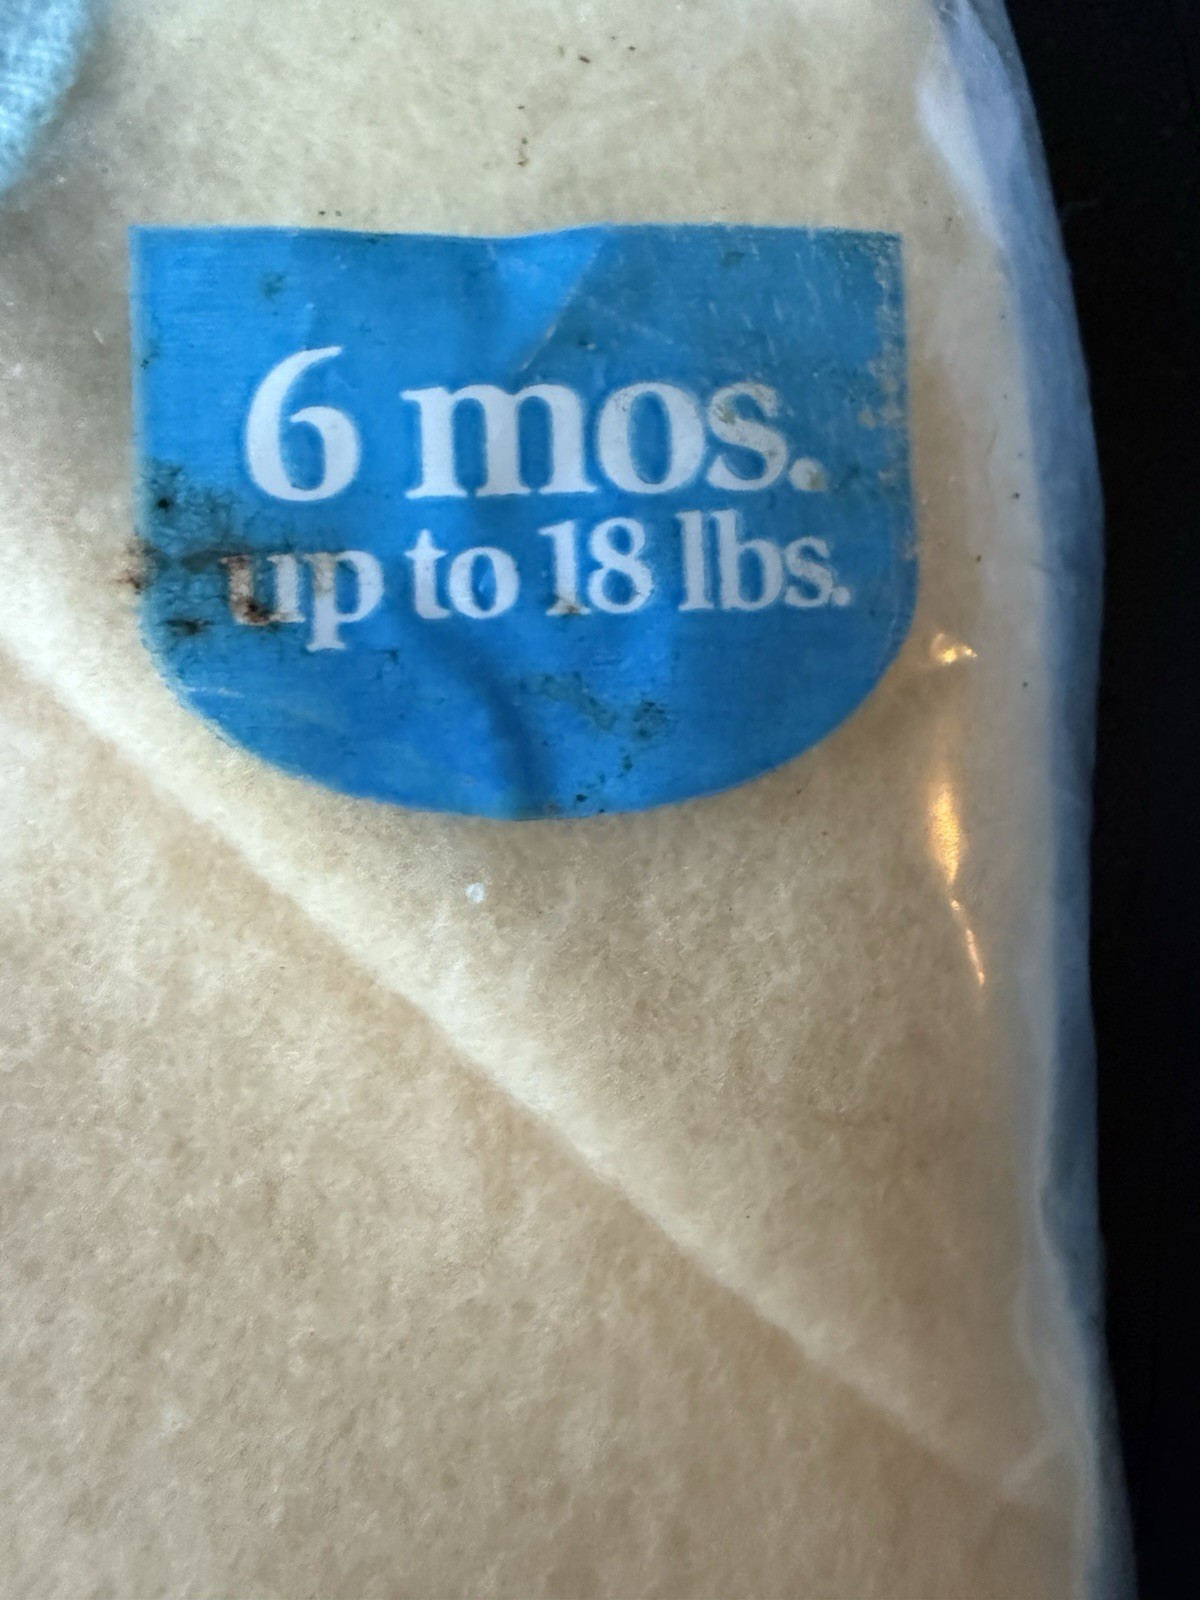 6 mos.
up to 18 lbs.